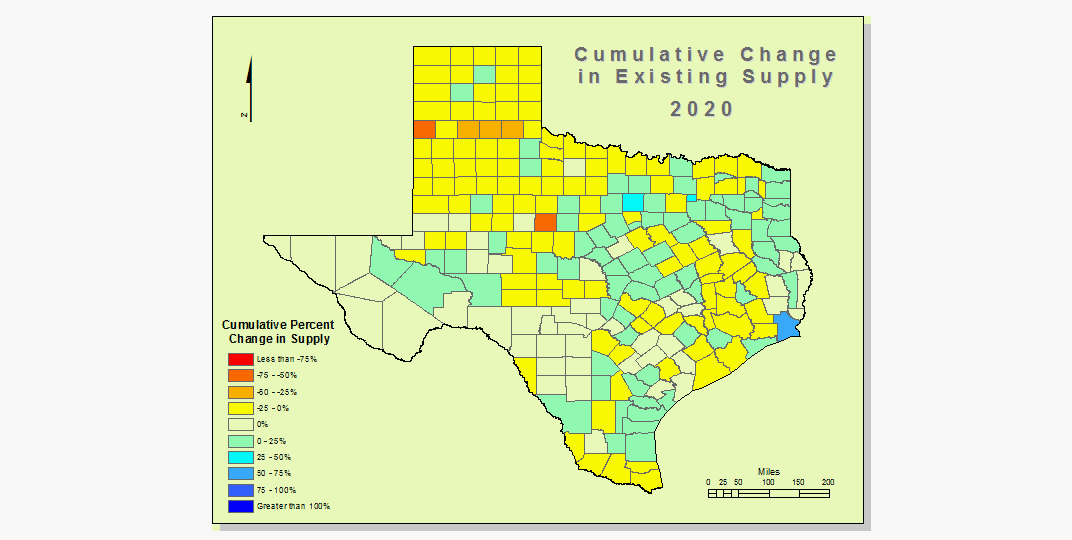 Cumulative Change
in Existing Supply
2020
N
Cumulative Percent
Change in Supply
Less than -75%
-75 - -50%
-50 - -25%
-25 - 0%
0%
0 - 25%
25 - 50%
50 - 75%
75 - 100%
Greater than 100%
Miles
0 25 50 100 150 200